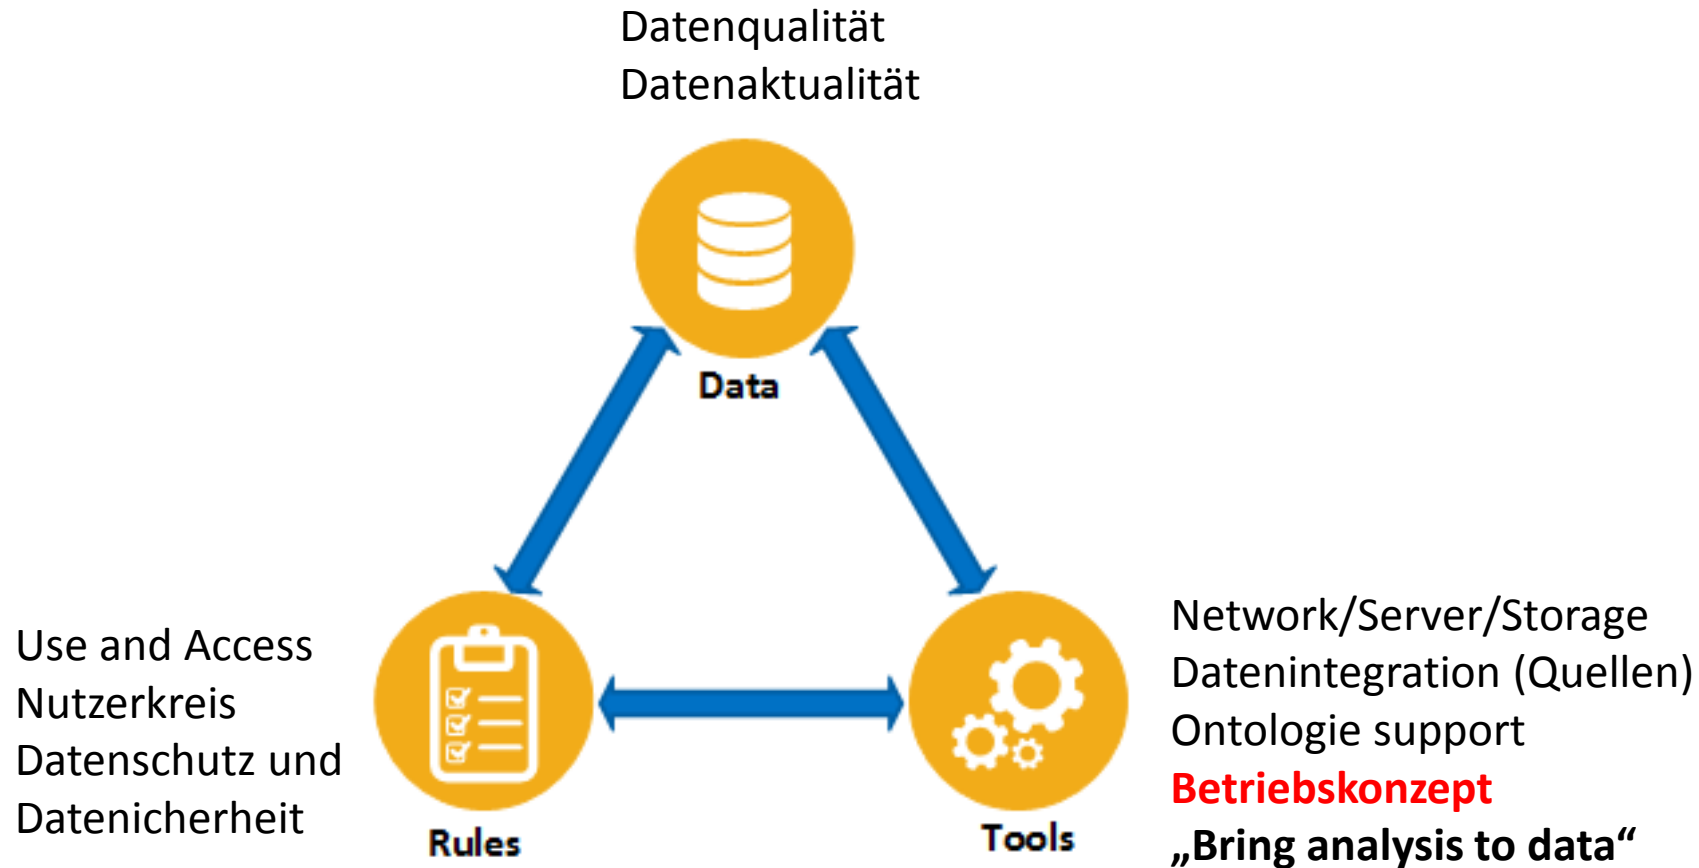 Datenqualität
Datenaktualität
Data
Use and Access
Nutzerkreis
Datenschutz und
Datenicherheit
Rules
Tools
Network/Server/Storage
Datenintegration (Quellen)
Ontologie support
Betriebskonzept
„Bring analysis to data“